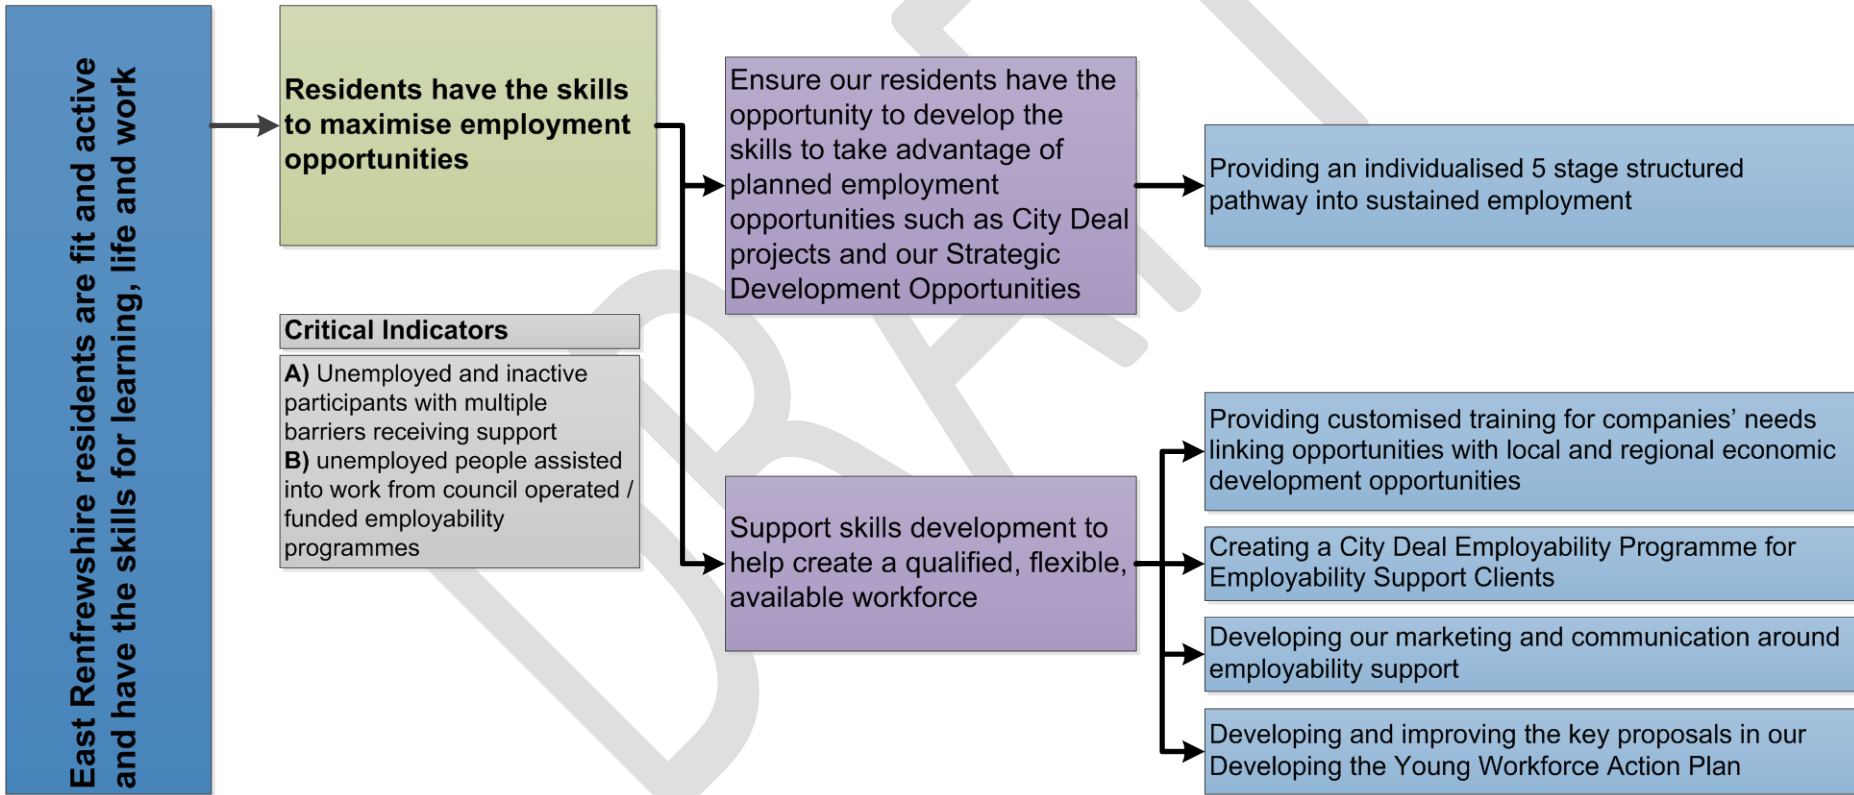 East Renfrewshire residents are fit and active
and have the skills for learning, life and work
Residents have the skills
to maximise employment
opportunities
Critical Indicators
A) Unemployed and inactive
participants with multiple
barriers receiving support
B) unemployed people assisted
into work from council operated /
funded employability
programmes
Ensure our residents have the
opportunity to develop the
skills to take advantage of
planned employment
opportunities such as City Deal
projects and our Strategic
Development Opportunities
Support skills development to
help create a qualified, flexible,
available workforce
Providing an individualised 5 stage structured
pathway into sustained employment
Providing customised training for companies’ needs
linking opportunities with local and regional economic
development opportunities
Creating a City Deal Employability Programme for
Employability Support Clients
Developing our marketing and communication around
employability support
Developing and improving the key proposals in our
Developing the Young Workforce Action Plan
DRAFT